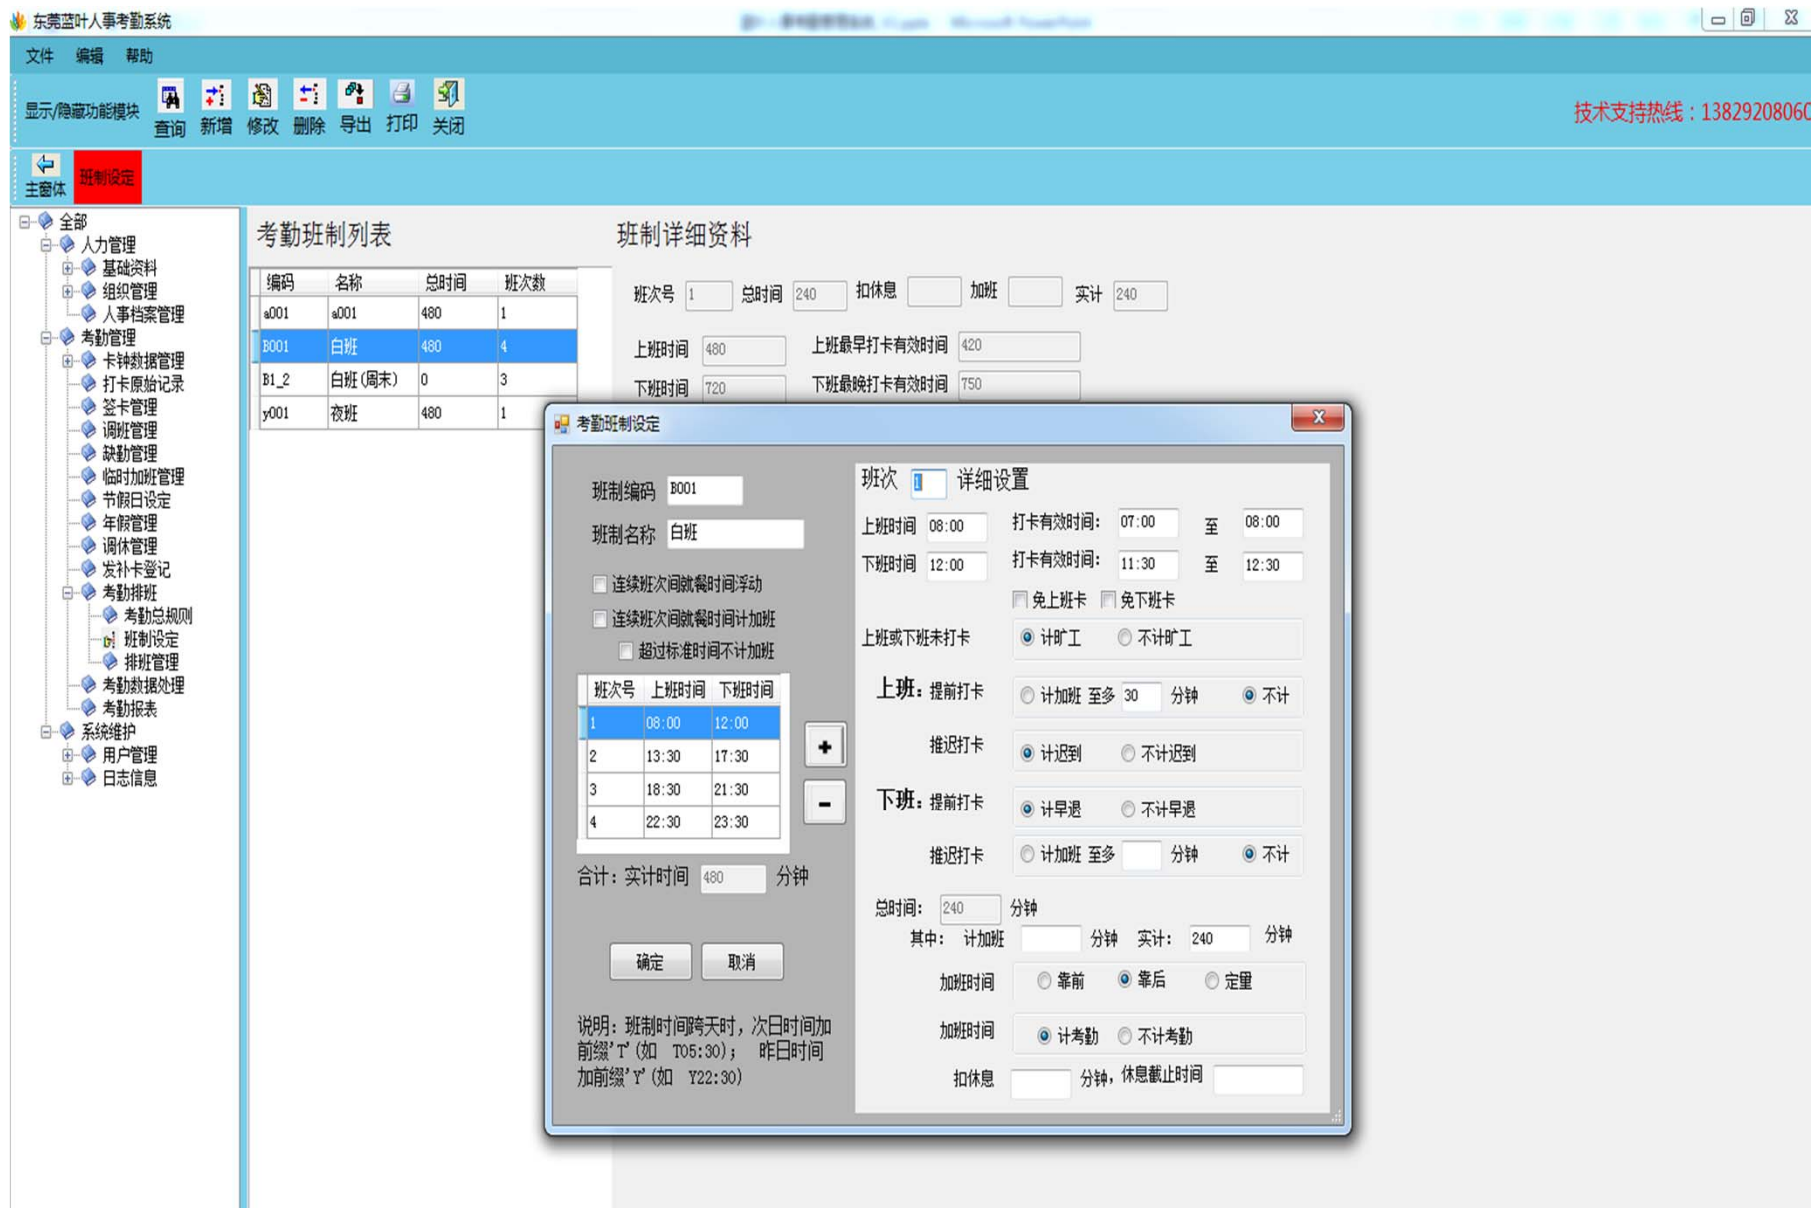 东莞蓝叶人事考勤系统
文件 编辑 帮助
显示/隐藏功能模块 查询 新增 修改 删除 导出 打印 关闭
技术支持热线：13829208060
主窗体 班制设定
全部
人力管理
基础资料
组织管理
人事档案管理
考勤管理
卡钟数据管理
打卡原始记录
签卡管理
调班管理
缺勤管理
临时加班管理
节假日设定
年假管理
调休管理
发补卡登记
考勤排班
考勤总规则
班制设定
排班管理
考勤数据处理
考勤报表
系统维护
用户管理
日志信息
考勤班制列表
编码 名称 总时间 班次数
a001 a001 480 1
B001 白班 480 4
B1_2 白班(周末) 0 3
y001 夜班 480 1
班制详细资料
班次号 1 总时间 240 扣休息 加班 实计 240
上班时间 480 上班最早打卡有效时间 420
下班时间 720 下班最晚打卡有效时间 750
考勤班制设定
班制编码 B001
班制名称 白班
连续班次间就餐时间浮动
连续班次间就餐时间计加班
超过标准时间不计加班
班次号 上班时间 下班时间
1 08:00 12:00
2 13:30 17:30
3 18:30 21:30
4 22:30 23:30
+
-
合计：实计时间 480 分钟
确定 取消
说明：班制时间跨天时，次日时间加
前缀'T'(如 T05:30)； 昨日时间
加前缀'Y'(如 Y22:30)
班次 1 详细设置
上班时间 08:00 打卡有效时间： 07:00 至 08:00
下班时间 12:00 打卡有效时间： 11:30 至 12:30
免上班卡 免下班卡
上班或下班未打卡 计旷工 不计旷工
上班：提前打卡 计加班 至多 30 分钟 不计
推迟打卡 计迟到 不计迟到
下班：提前打卡 计早退 不计早退
推迟打卡 计加班 至多 分钟 不计
总时间： 240 分钟
其中： 计加班 分钟 实计： 240 分钟
加班时间 靠前 靠后 定量
加班时间 计考勤 不计考勤
扣休息 分钟，休息截止时间